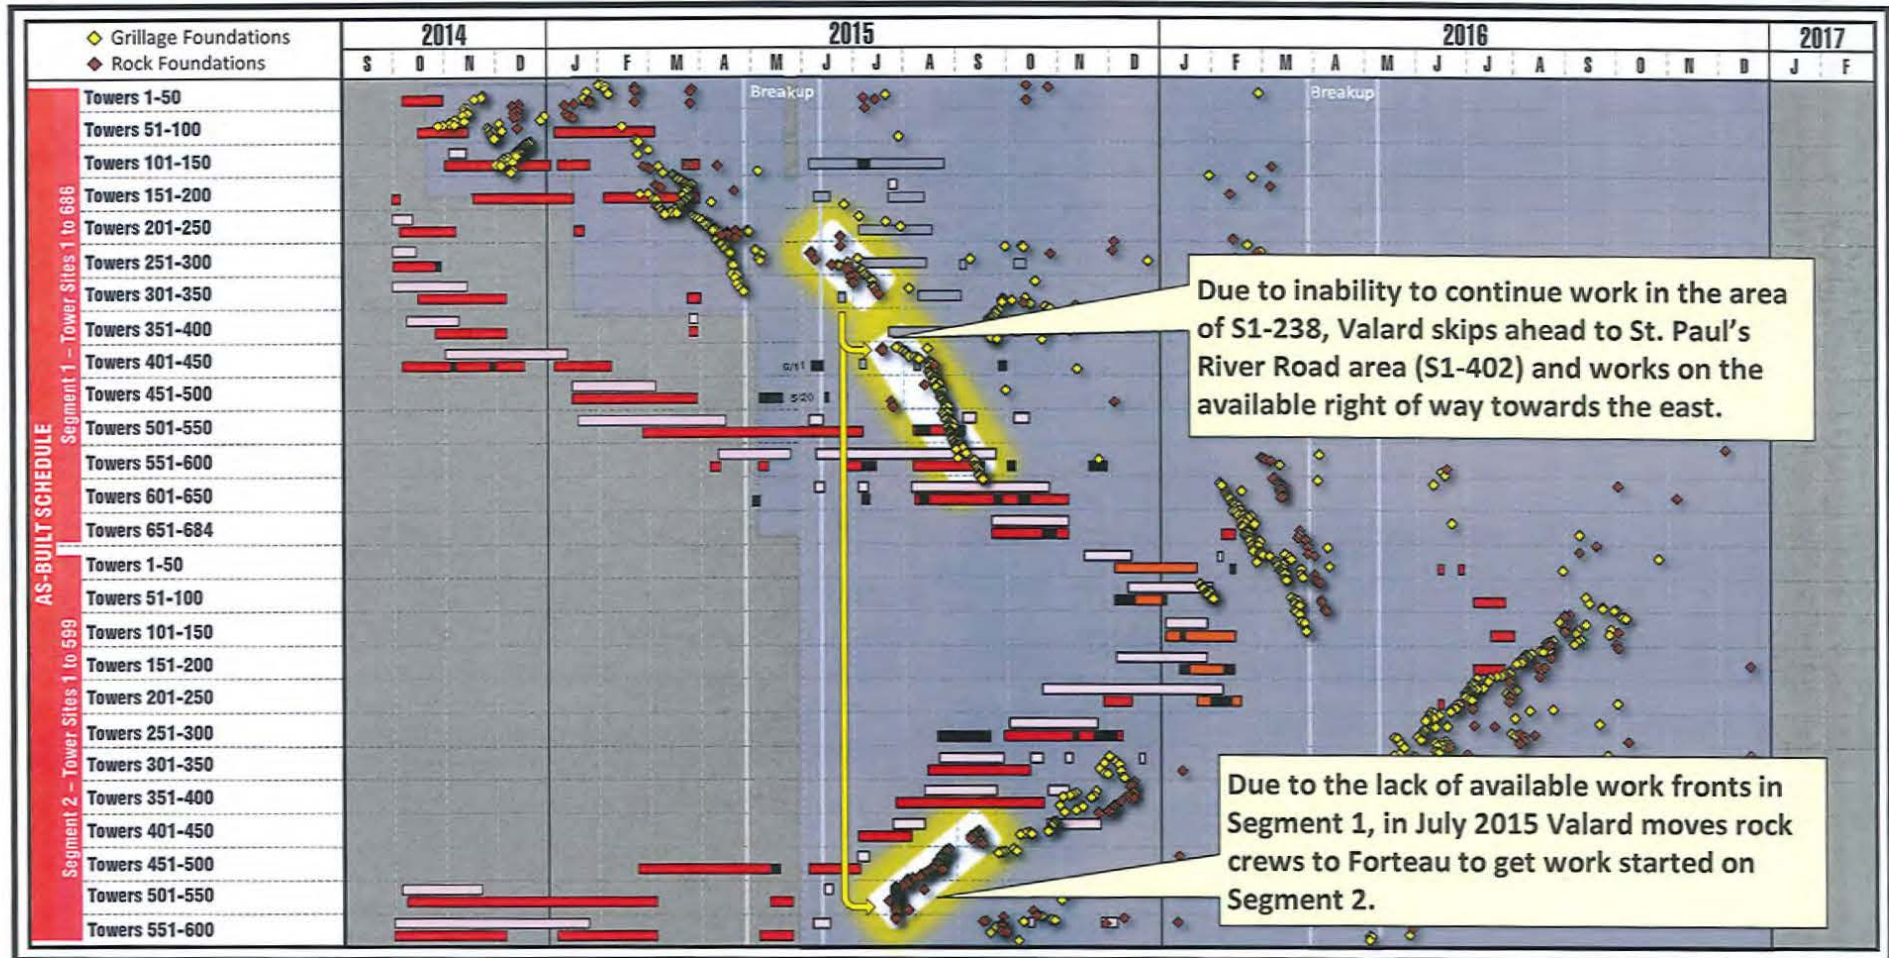 Grillage Foundations
Rock Foundations
2014
2015
2016
2017
S O N D J F M A M J J A S O N D J F M A M J J A S O N D J F
AS-BUILT SCHEDULE
Segment 1 – Tower Sites 1 to 686
Towers 1-50
Breakup
Breakup
Towers 51-100
Towers 101-150
Towers 151-200
Towers 201-250
Towers 251-300
Towers 301-350
Towers 351-400
Towers 401-450
Towers 451-500
Towers 501-550
Towers 551-600
Towers 601-650
Towers 651-684
Due to inability to continue work in the area
of S1-238, Valard skips ahead to St. Paul's
River Road area (S1-402) and works on the
available right of way towards the east.
Segment 2 – Tower Sites 1 to 599
Towers 1-50
Towers 51-100
Towers 101-150
Towers 151-200
Towers 201-250
Towers 251-300
Towers 301-350
Towers 351-400
Towers 401-450
Towers 451-500
Towers 501-550
Towers 551-600
Due to the lack of available work fronts in
Segment 1, in July 2015 Valard moves rock
crews to Forteau to get work started on
Segment 2.